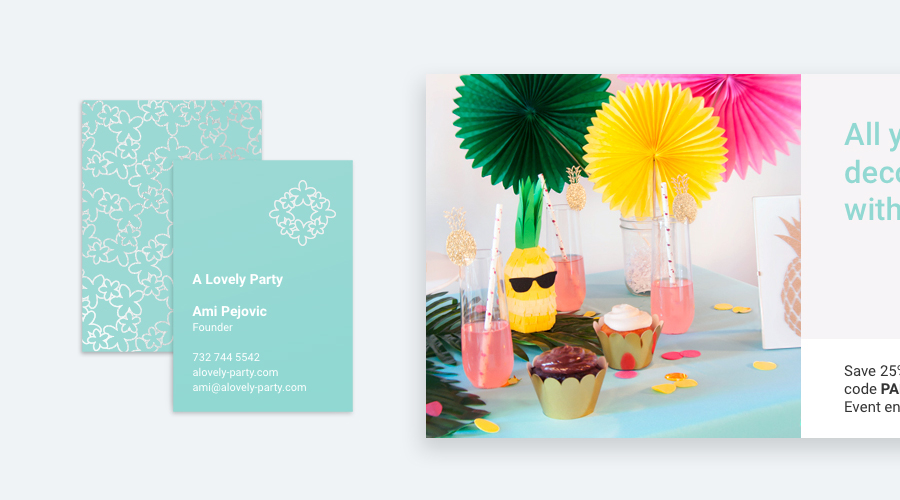 A Lovely Party
Ami Pejovic
Founder
732 744 5542
alovely-party.com
ami@alovely-party.com
All y
deco
with
Save 25%
code PA
Event en